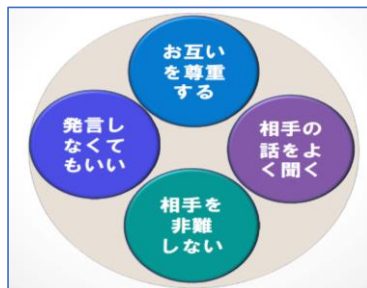 お互い
を尊重
する
発言し
なくて
もいい
相手の
話をよ
く聞く
相手を
非難
しない